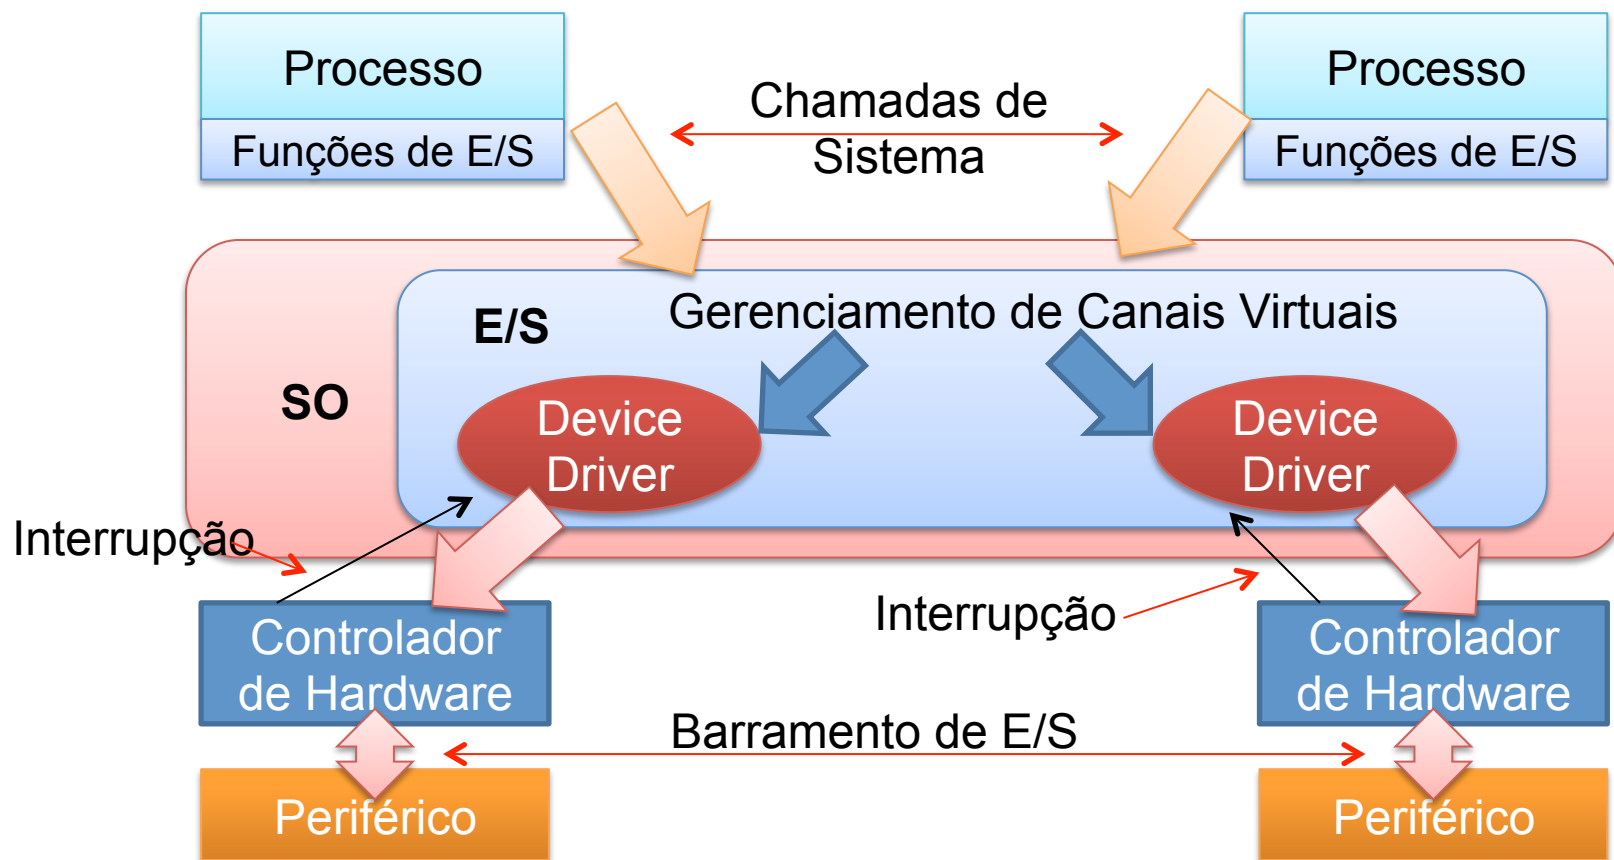 Processo
Funções de E/S
Chamadas de
Sistema
Processo
Funções de E/S
Gerenciamento de Canais Virtuais
E/S
SO
Device
Driver
Device
Driver
Interrupção
Interrupção
Controlador
de Hardware
Controlador
de Hardware
Barramento de E/S
Periférico
Periférico